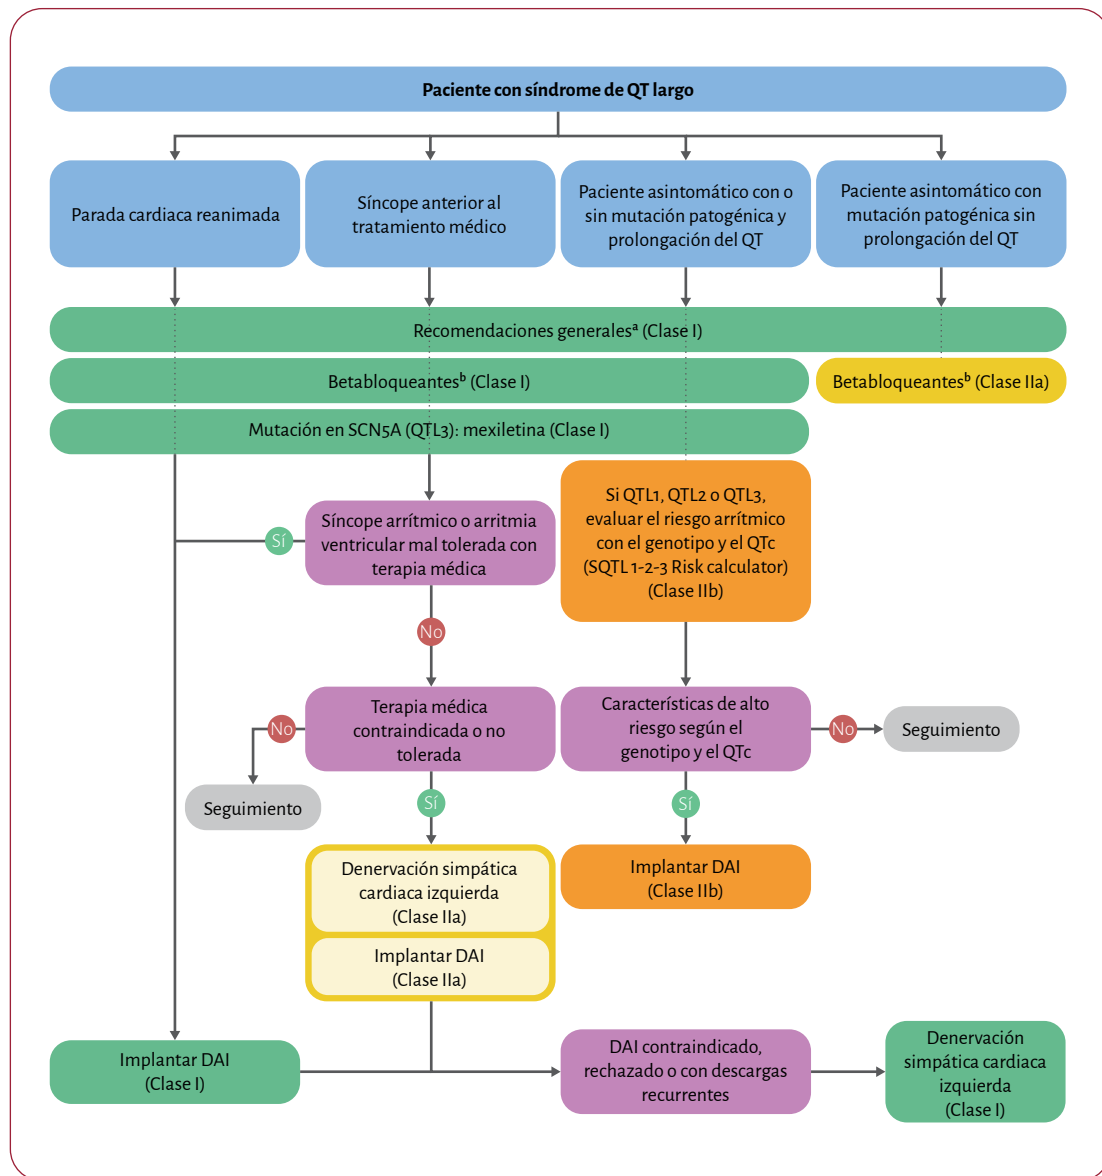 Paciente con síndrome de QT largo
Parada cardiaca reanimada
Síncope anterior al
tratamiento médico
Paciente asintomático con o
sin mutación patogénica y
prolongación del QT
Paciente asintomático con
mutación patogénica sin
prolongación del QT
Recomendaciones generalesᵃ (Clase I)
Betabloqueantesᵇ (Clase I)
Betabloqueantesᵇ (Clase IIa)
Mutación en SCN5A (QTL3): mexiletina (Clase I)
Síncope arrítmico o arritmia
ventricular mal tolerada con
terapia médica
Sí
Si QTL1, QTL2 o QTL3,
evaluar el riesgo arrítmico
con el genotipo y el QTc
(SQTL 1-2-3 Risk calculator)
(Clase IIb)
No
Terapia médica
contraindicada o no
tolerada
No
Seguimiento
Características de alto
riesgo según el
genotipo y el QTc
No
Seguimiento
Sí
Sí
Denervación simpática
cardiaca izquierda
(Clase IIa)
Implantar DAI
(Clase IIa)
Implantar DAI
(Clase IIb)
Implantar DAI
(Clase I)
DAI contraindicado,
rechazado o con descargas
recurrentes
Denervación
simpática cardiaca
izquierda
(Clase I)